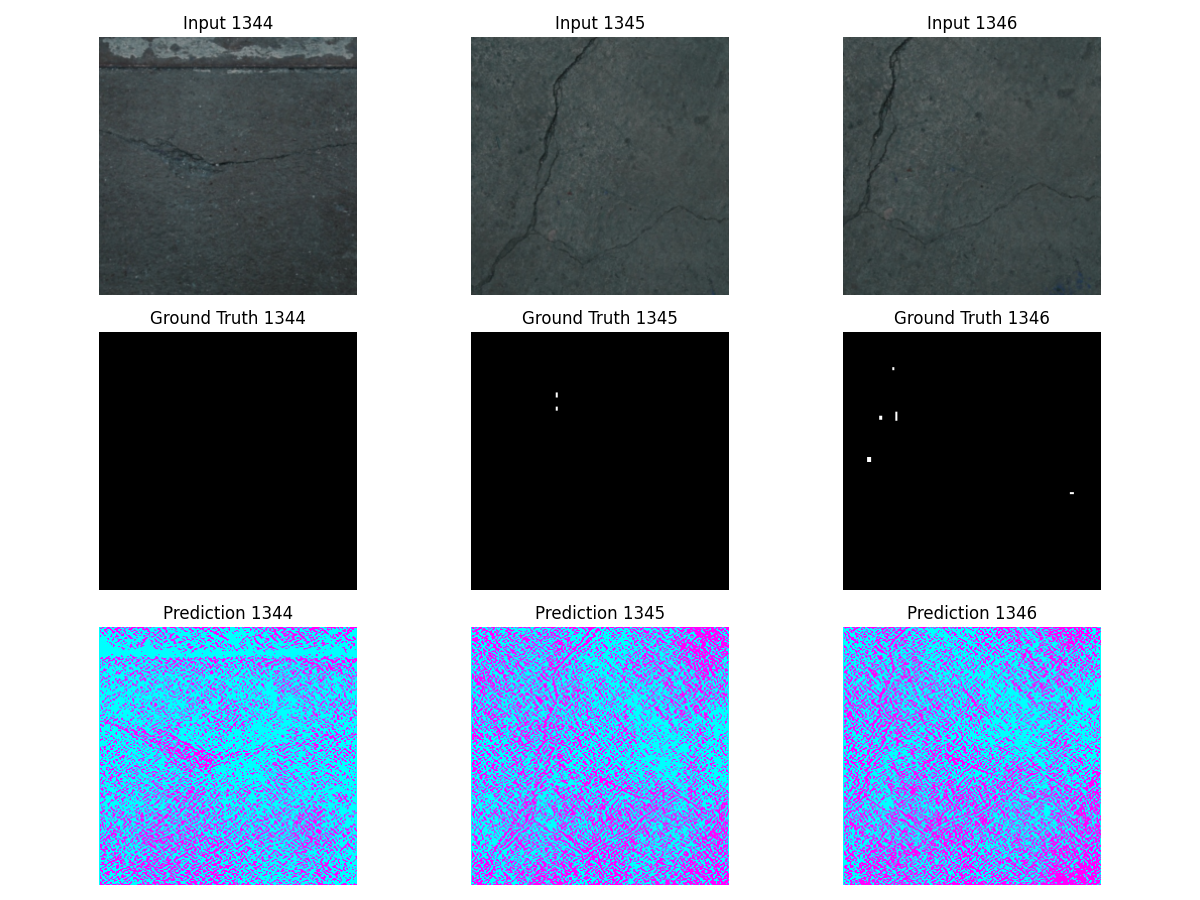 Input 1344
Input 1345
Input 1346
Ground Truth 1344
Ground Truth 1345
Ground Truth 1346
Prediction 1344
Prediction 1345
Prediction 1346